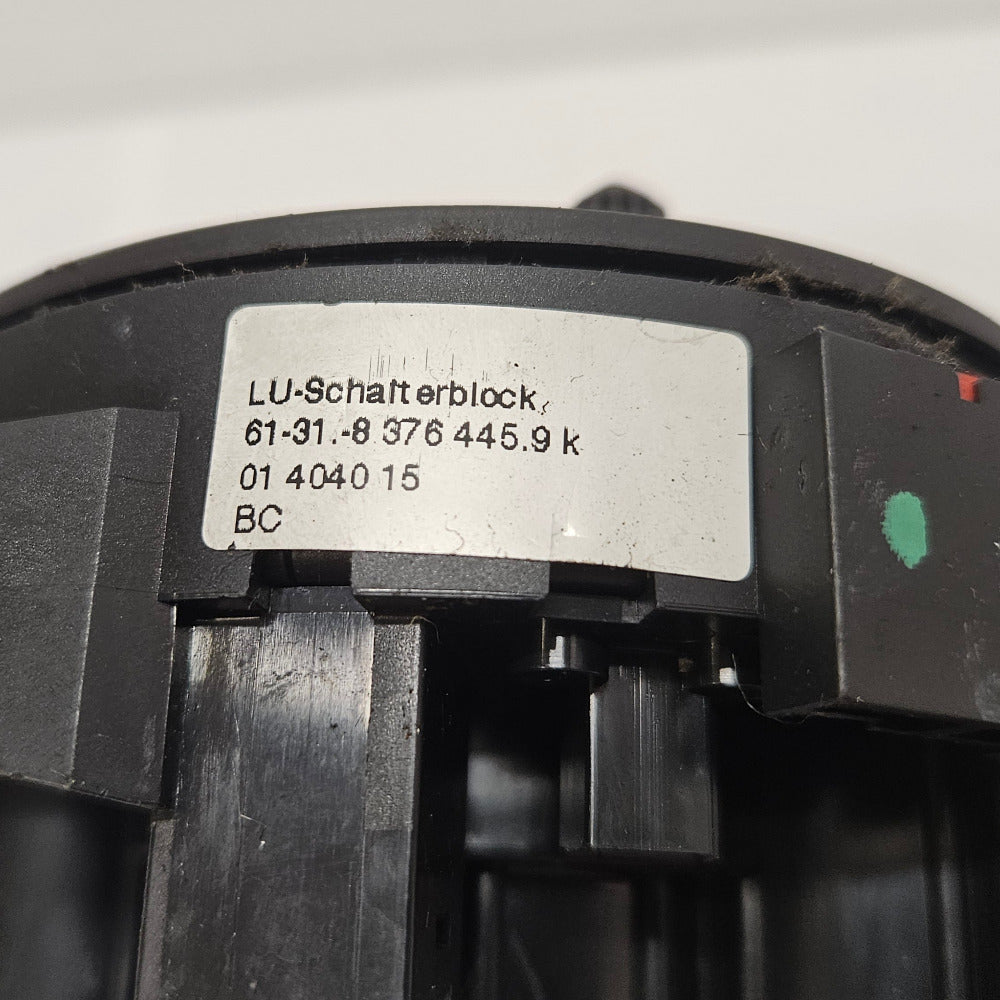 LU-Schalterblock
61-31.-8 376 445.9 k
01 4040 15
BC